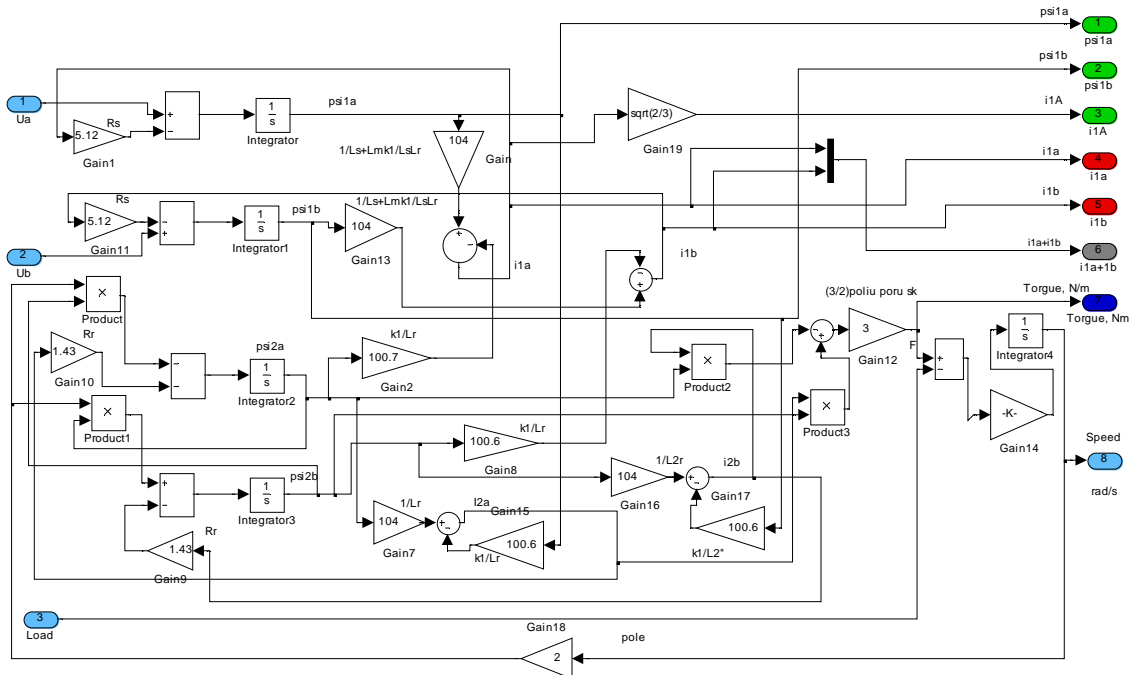 psi1a
1
psi1a
psi1b
2
psi1b
1
Ua
Rs
5.12
Gain1
+
−
1
s
Integrator
psi1a
1/Ls+Lmk1/LsLr
104
Gain
sqrt(2/3)
Gain19
i1A
3
i1A
i1a
4
i1a
Rs
5.12
Gain11
−
+
1
s
Integrator1
psi1b
1/Ls+Lmk1/LsLr
104
Gain13
+
−
i1a
−
+
i1b
i1b
5
i1b
2
Ub
i1a+i1b
6
i1a+1b
×
Product
(3/2)poliu poru sk
Torgue, N/m
7
Torgue, Nm
Rr
1.43
Gain10
−
−
psi2a
1
s
Integrator2
k1/Lr
100.7
Gain2
×
Product2
−
+
3
Gain12
F
+
−
1
s
Integrator4
×
Product1
×
Product3
-K-
Gain14
+
−
1
s
Integrator3
psi2b
k1/Lr
100.6
Gain8
104
Gain16
1/L2r
+
−
i2b
Gain17
Speed
8
rad/s
Rr
1.43
Gain9
1/Lr
104
Gain7
+
−
I2a
Gain15
100.6
k1/Lr
100.6
k1/L2"
3
Load
Gain18
2
pole